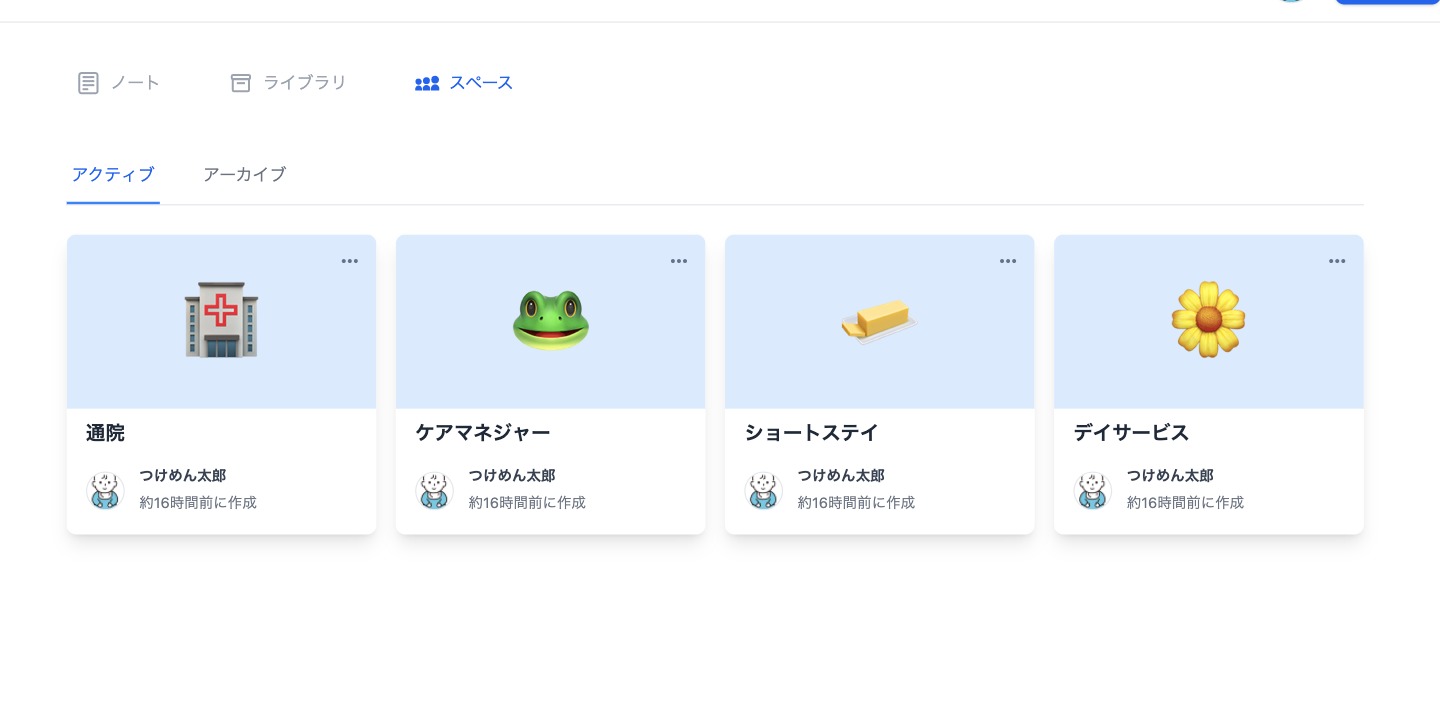 ノート
ライブラリ
スペース
アクティブ
アーカイブ
通院
つけめん太郎
約16時間前に作成
ケアマネジャー
つけめん太郎
約16時間前に作成
ショートステイ
つけめん太郎
約16時間前に作成
デイサービス
つけめん太郎
約16時間前に作成